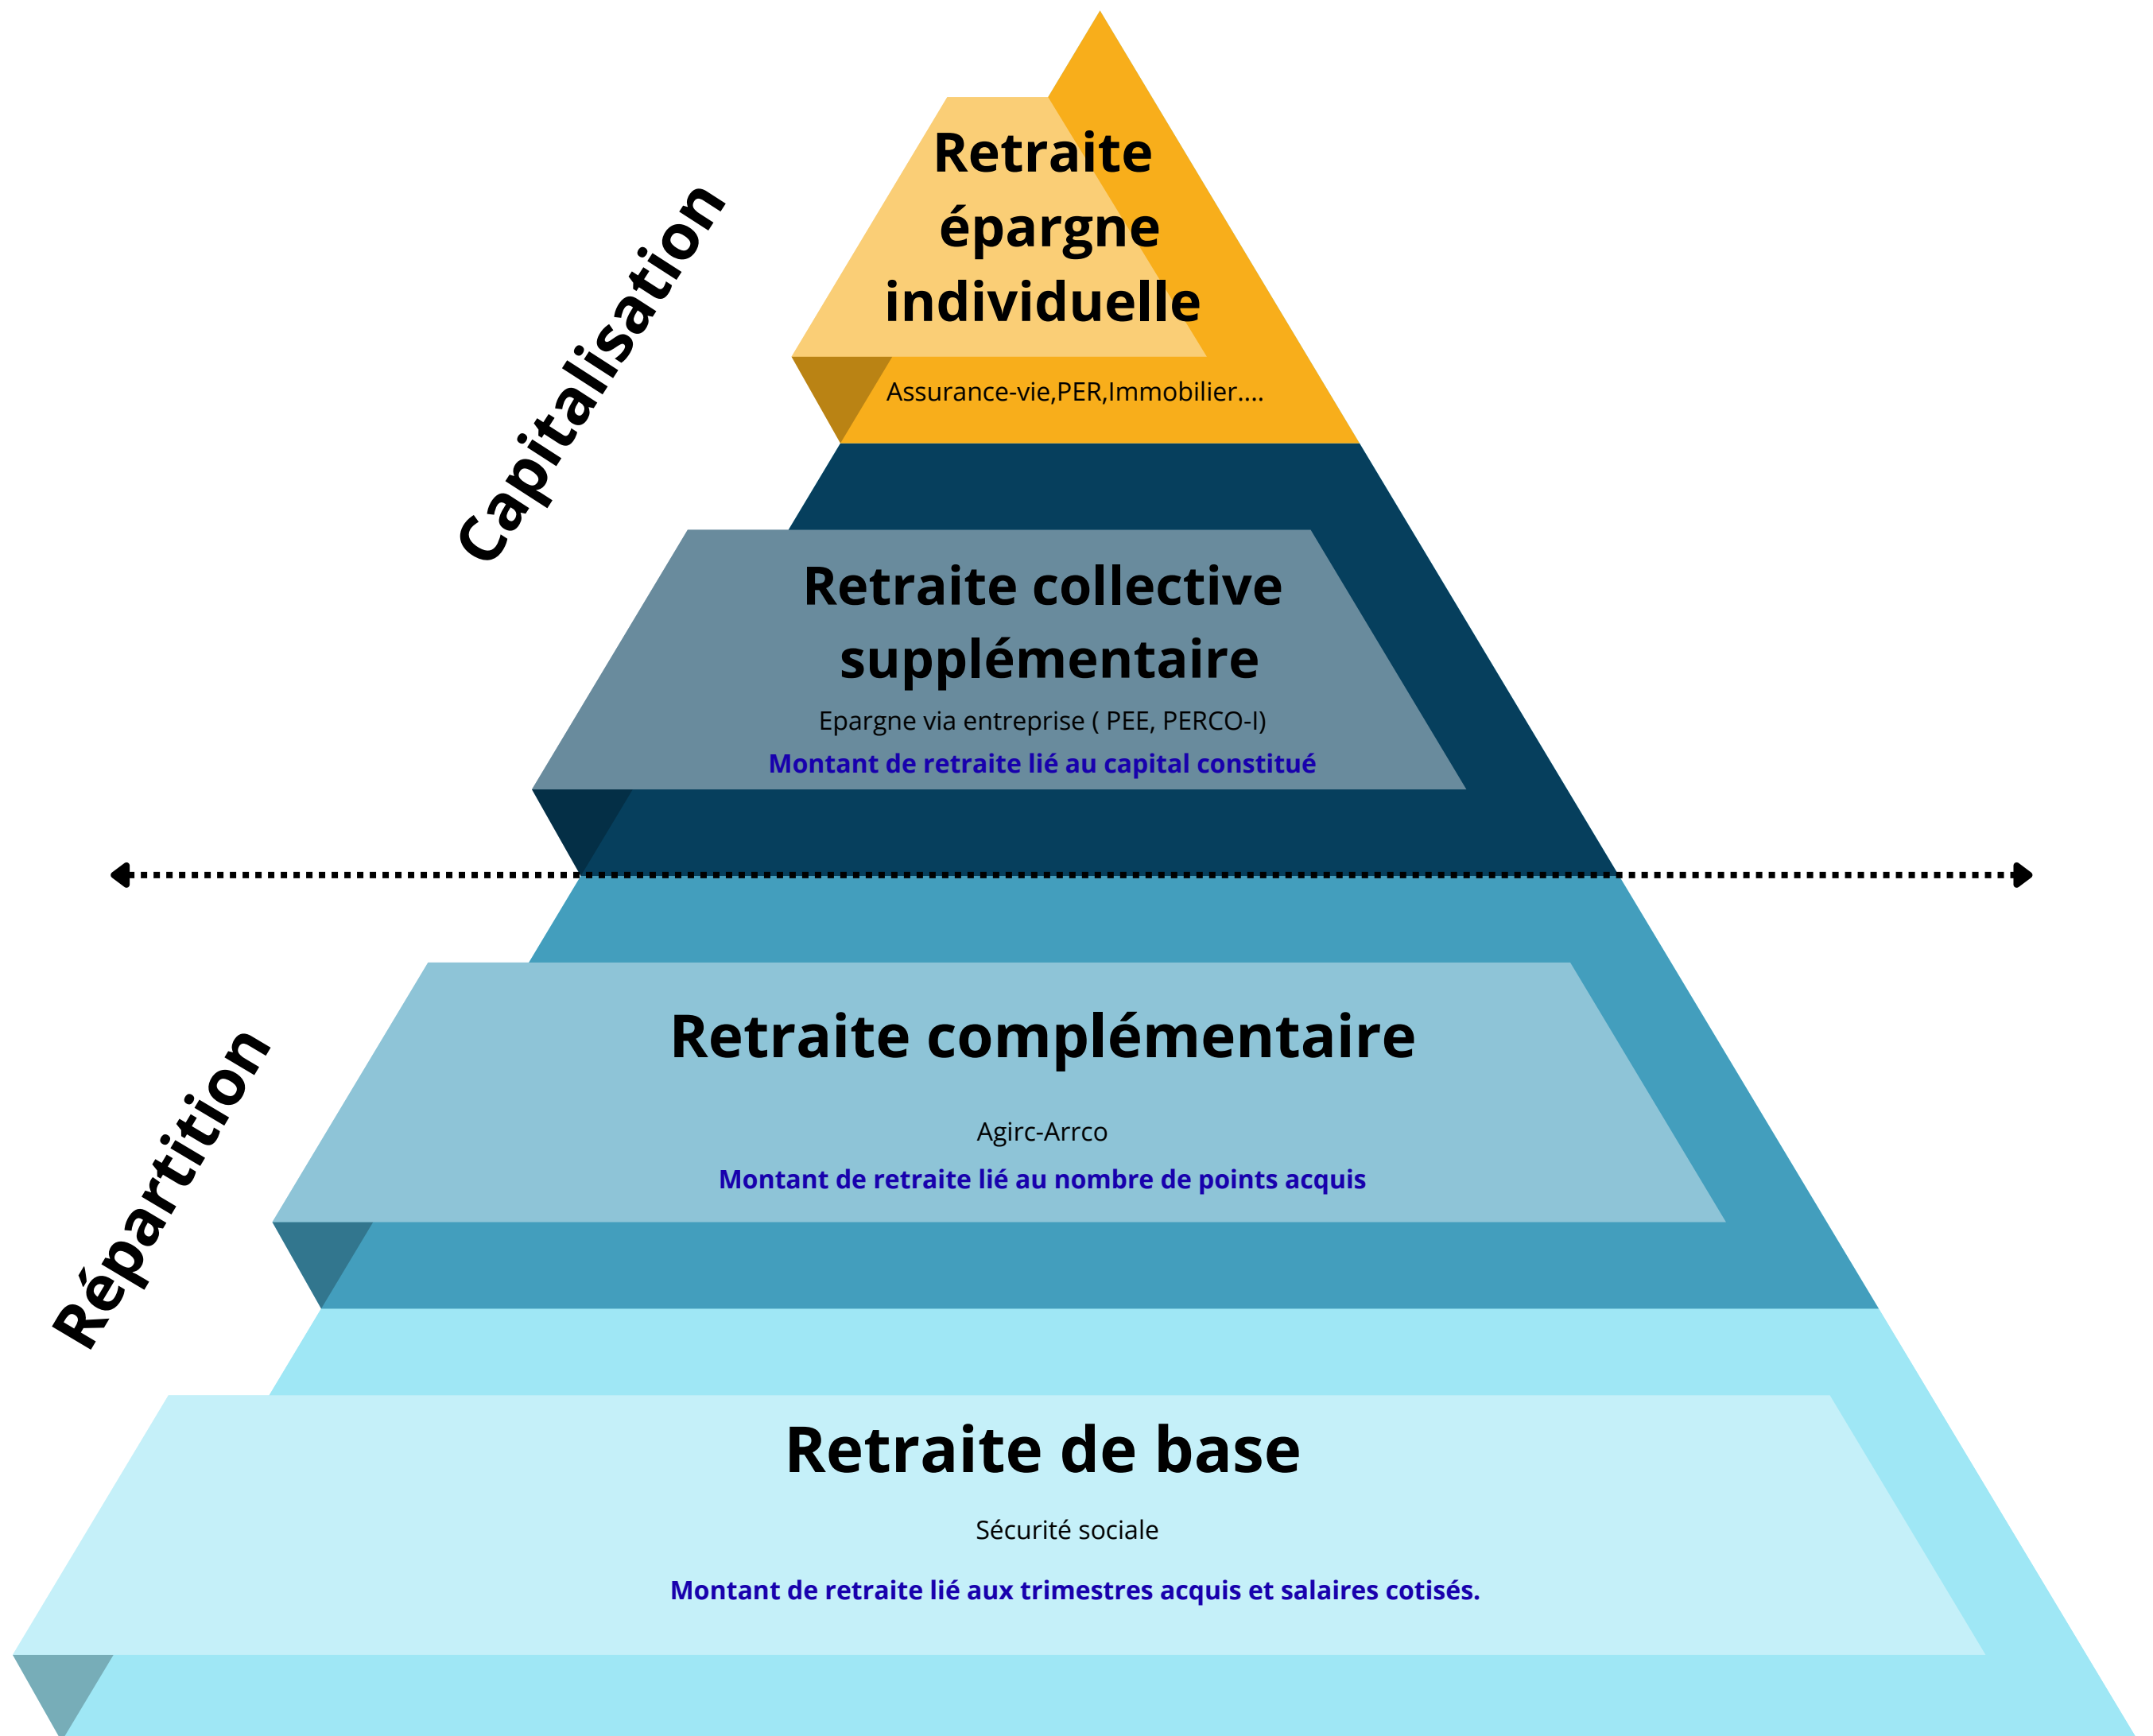 Retraite
épargne
individuelle
Assurance-vie,PER,Immobilier....
Capitalisation
Retraite collective
supplémentaire
Epargne via entreprise ( PEE, PERCO-I)
Montant de retraite lié au capital constitué
Retraite complémentaire
Agirc-Arrco
Montant de retraite lié au nombre de points acquis
Répartition
Retraite de base
Sécurité sociale
Montant de retraite lié aux trimestres acquis et salaires cotisés.